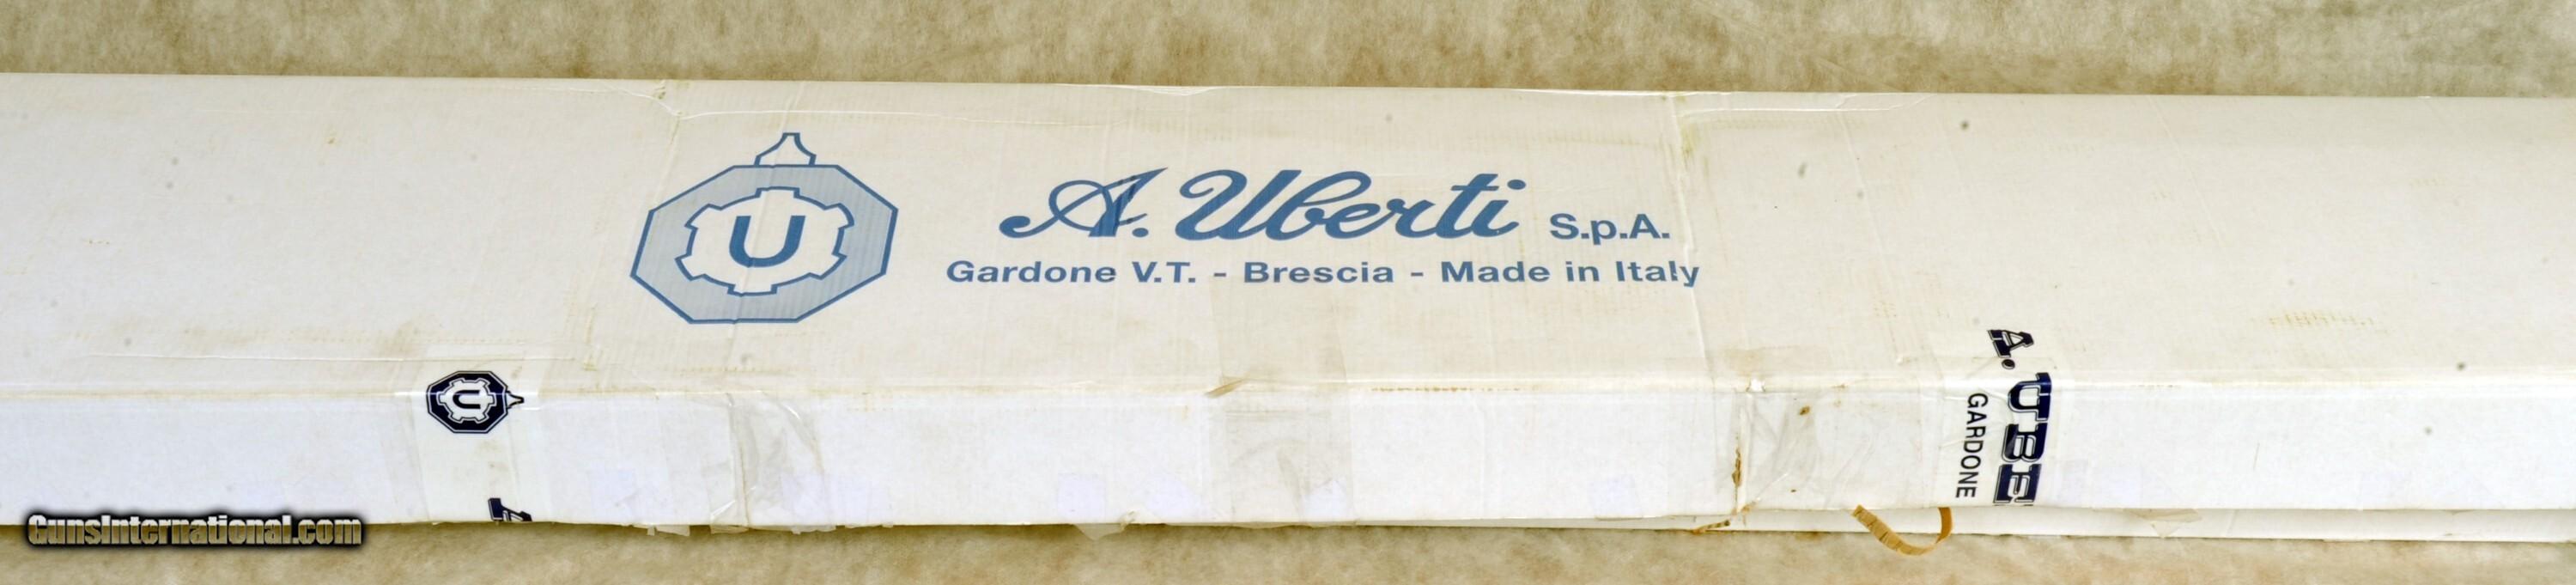 U
A. Uberti S.p.A.
Gardone V.T. - Brescia - Made in Italy
U
A
A. UBE
GARDONE
GunsInternational.com